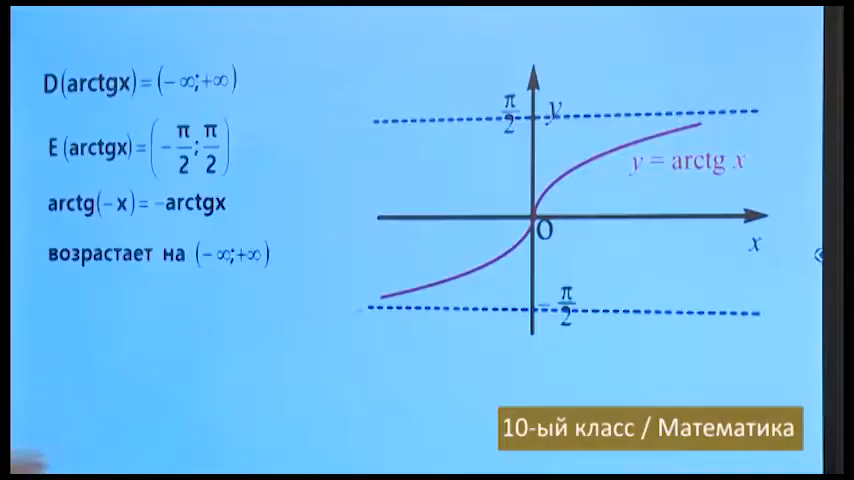 D(arctgx)=(-∞;+∞)
E(arctgx)=(-π/2;π/2)
arctg(-x)=-arctgx
возрастает на (-∞;+∞)
π/2
y
y = arctg x
O
x
-π/2
10-ый класс / Математика